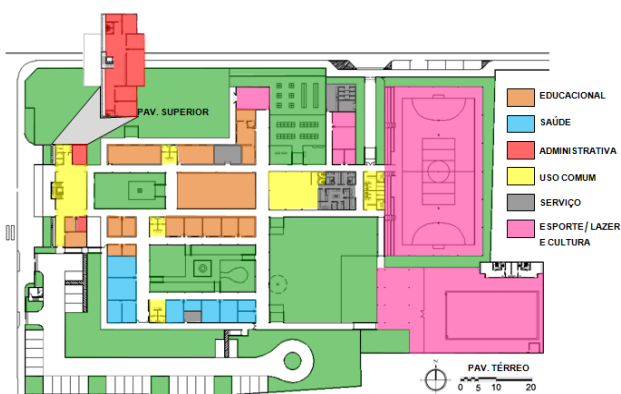 PAV. SUPERIOR
EDUCACIONAL
SAÚDE
ADMINISTRATIVA
USO COMUM
SERVIÇO
ESPORTE/ LAZER
E CULTURA
PAV. TÉRREO
0 5 10 20